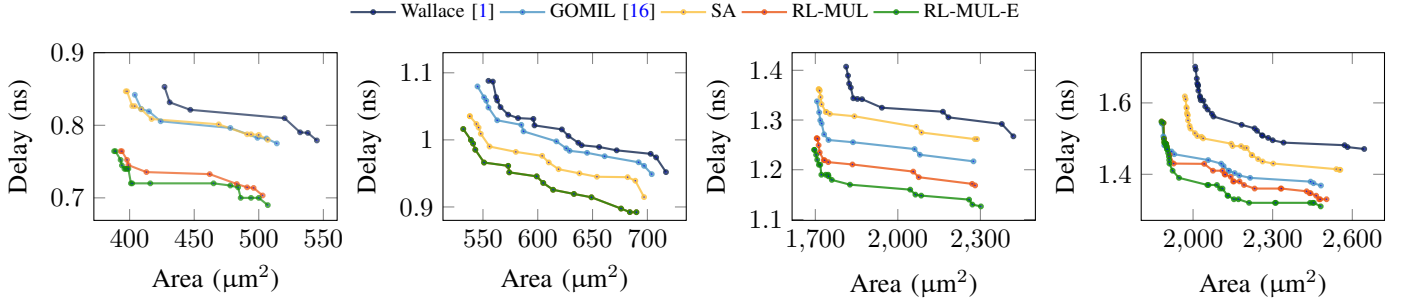 Wallace [1] GOMIL [16] SA RL-MUL RL-MUL-E
0.9
0.8
0.7
400 450 500 550
Delay (ns)
Area (μm²)
1.1
1
0.9
550 600 650 700
Delay (ns)
Area (μm²)
1.4
1.3
1.2
1.1
1,700 2,000 2,300
Delay (ns)
Area (μm²)
1.6
1.4
2,000 2,300 2,600
Delay (ns)
Area (μm²)